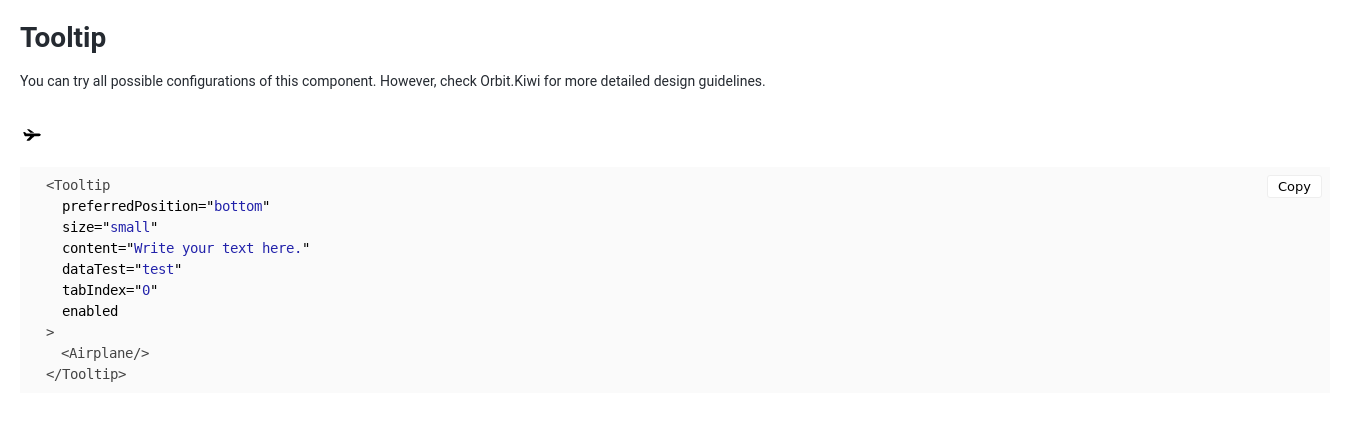 Tooltip
You can try all possible configurations of this component. However, check Orbit.Kiwi for more detailed design guidelines.
<Tooltip
Copy
preferredPosition="bottom"
size="small"
content="Write your text here."
dataTest="test"
tabIndex="0"
enabled
>
<Airplane/>
</Tooltip>